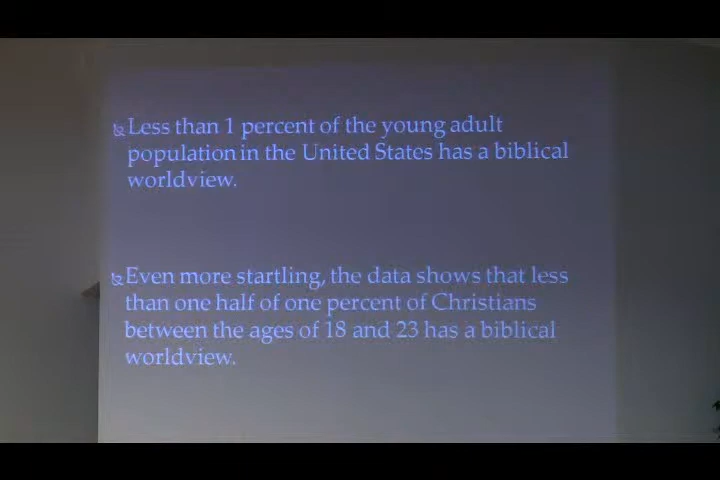 Less than 1 percent of the young adult
population in the United States has a biblical
worldview.
Even more startling, the data shows that less
than one half of one percent of Christians
between the ages of 18 and 23 has a biblical
worldview.